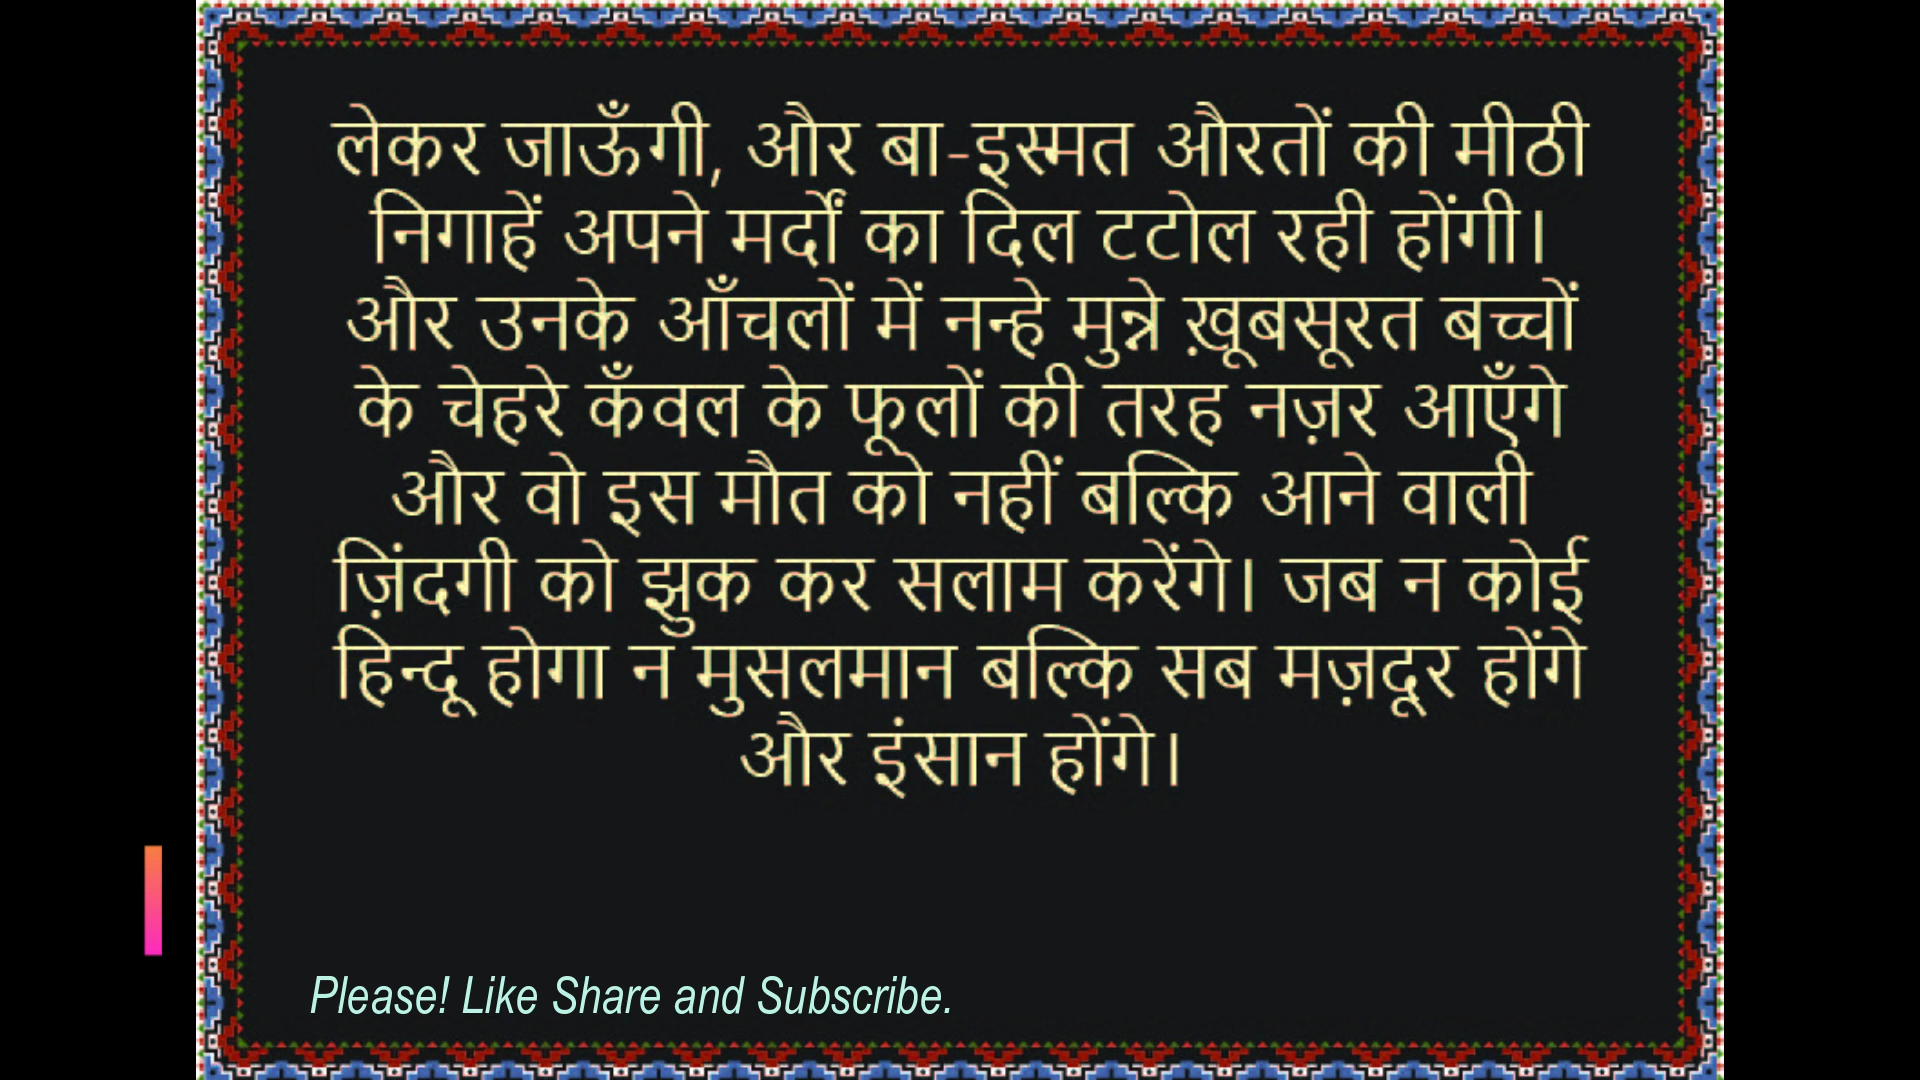 लेकर जाऊँगी, और बा-इस्मत औरतों की मीठी
निगाहें अपने मर्दों का दिल टटोल रही होंगी।
और उनके आँचलों में नन्हे मुन्ने ख़ूबसूरत बच्चों
के चेहरे कँवल के फूलों की तरह नज़र आएँगे
और वो इस मौत को नहीं बल्कि आने वाली
ज़िंदगी को झुक कर सलाम करेंगे। जब न कोई
हिन्दू होगा न मुसलमान बल्कि सब मज़दूर होंगे
और इंसान होंगे।
Please! Like Share and Subscribe.